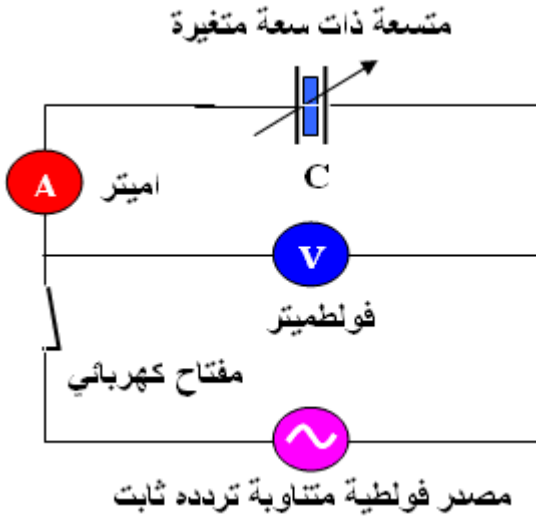 متسعة ذات سعة متغيرة
C
A
اميتر
V
فولطميتر
مفتاح كهربائي
مصدر فولطية متناوبة تردده ثابت